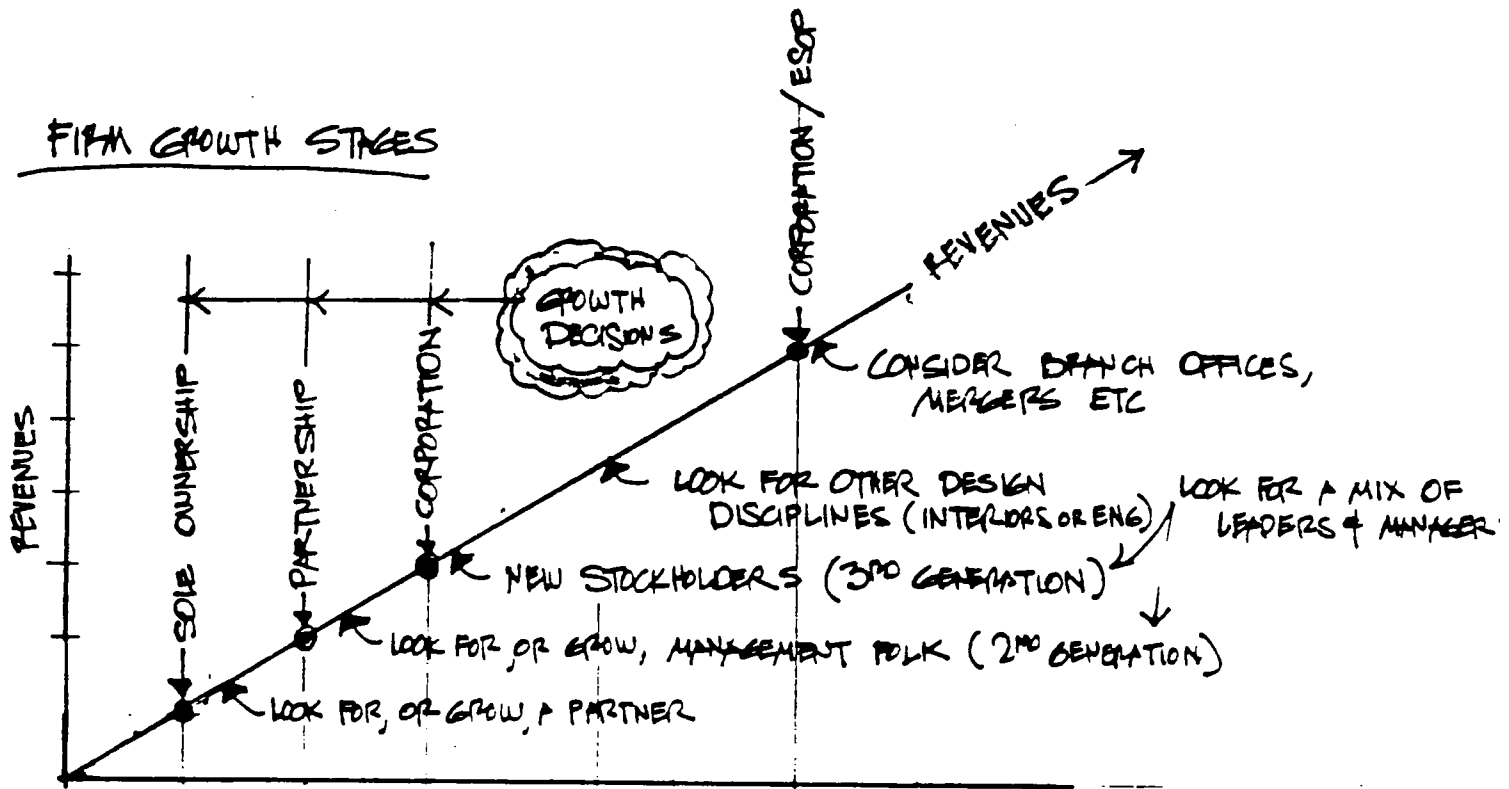 FIRM GROWTH STAGES
CORPORATION / ESOP
REVENUES
GROWTH
DECISIONS
REVENUES
SOLE OWNERSHIP
PARTNERSHIP
CORPORATION
CONSIDER BRANCH OFFICES,
MERGERS ETC
LOOK FOR OTHER DESIGN
DISCIPLINES (INTERIORS OR ENG)
LOOK FOR A MIX OF
LEADERS & MANAGER
NEW STOCKHOLDERS (3RD GENERATION)
LOOK FOR, OR GROW, MANAGEMENT FOLK (2ND GENERATION)
LOOK FOR, OR GROW, A PARTNER